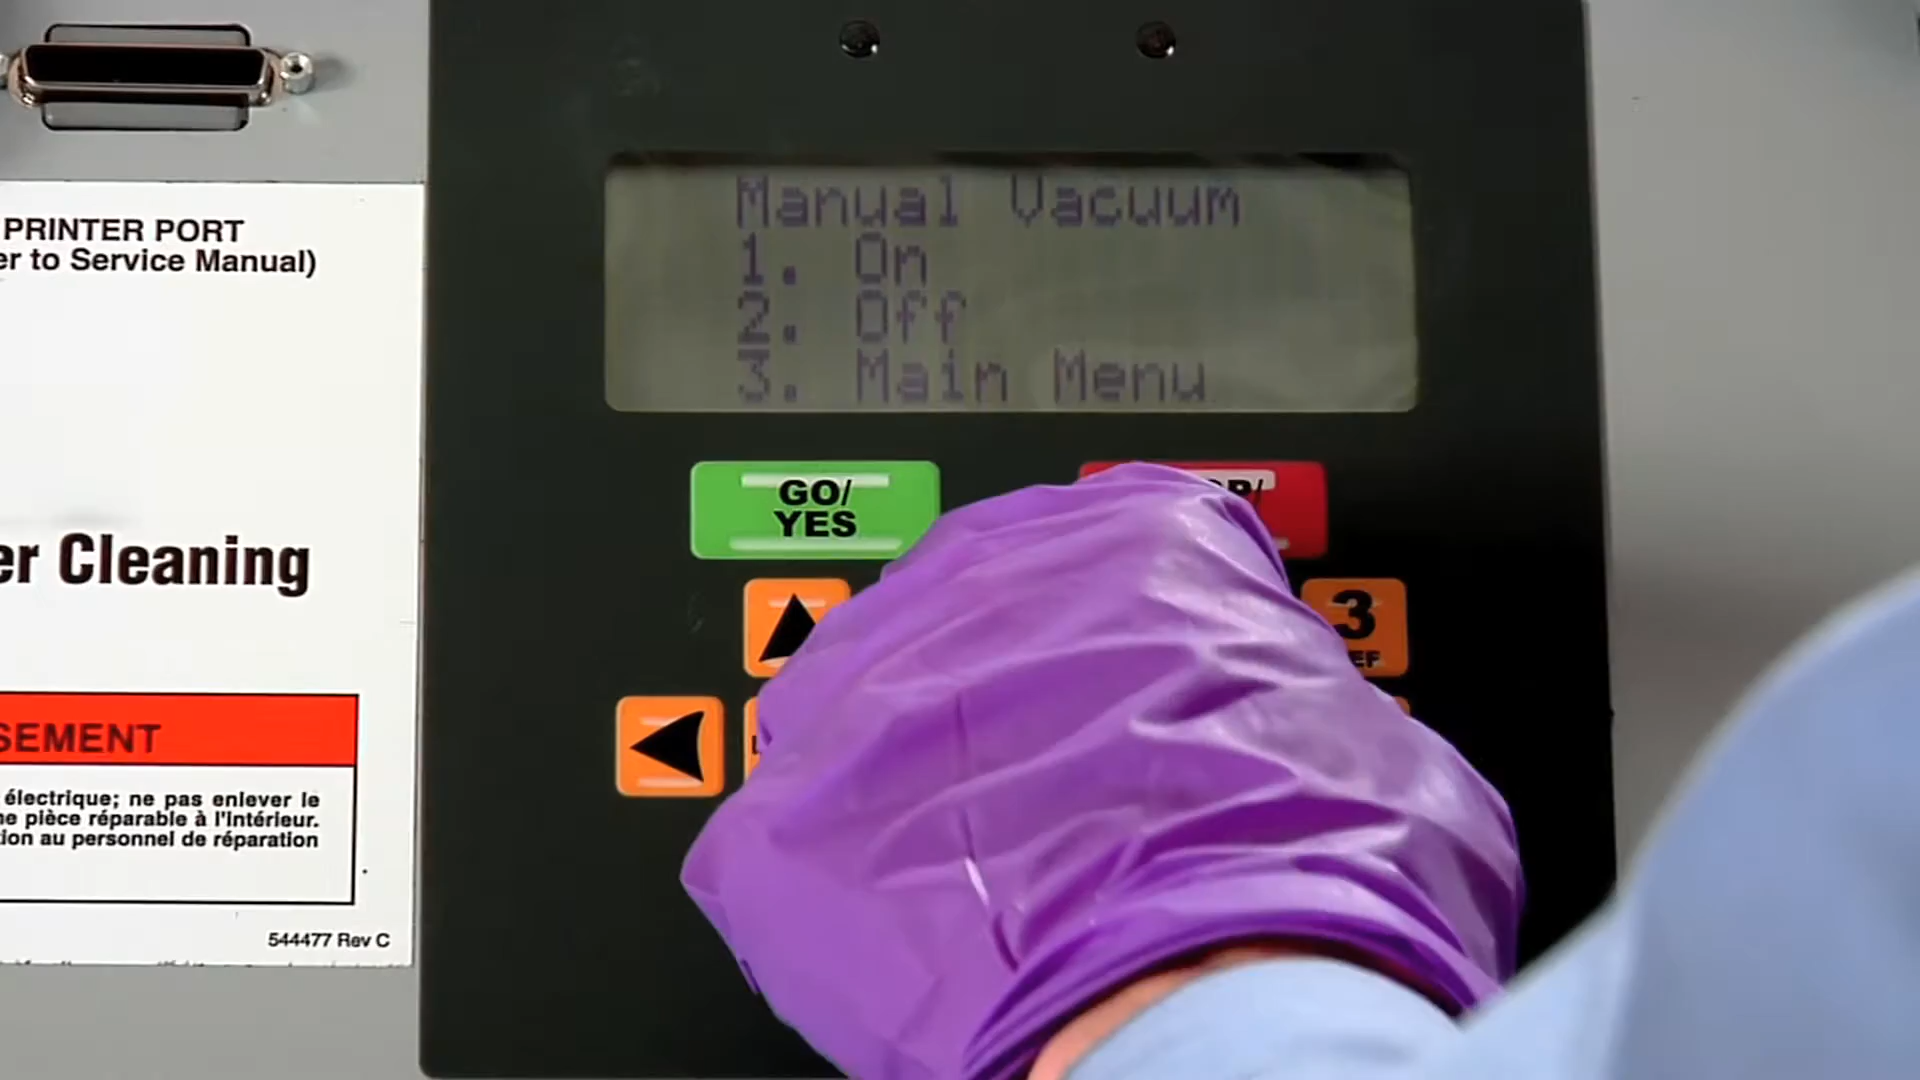 PRINTER PORT
er to Service Manual)
er Cleaning
SEMENT
électrique; ne pas enlever le
ne pièce réparable à l'intérieur.
tion au personnel de réparation
544477 Rev C
Manual Vacuum
1. On
2. Off
3. Main Menu
GO/
YES
3